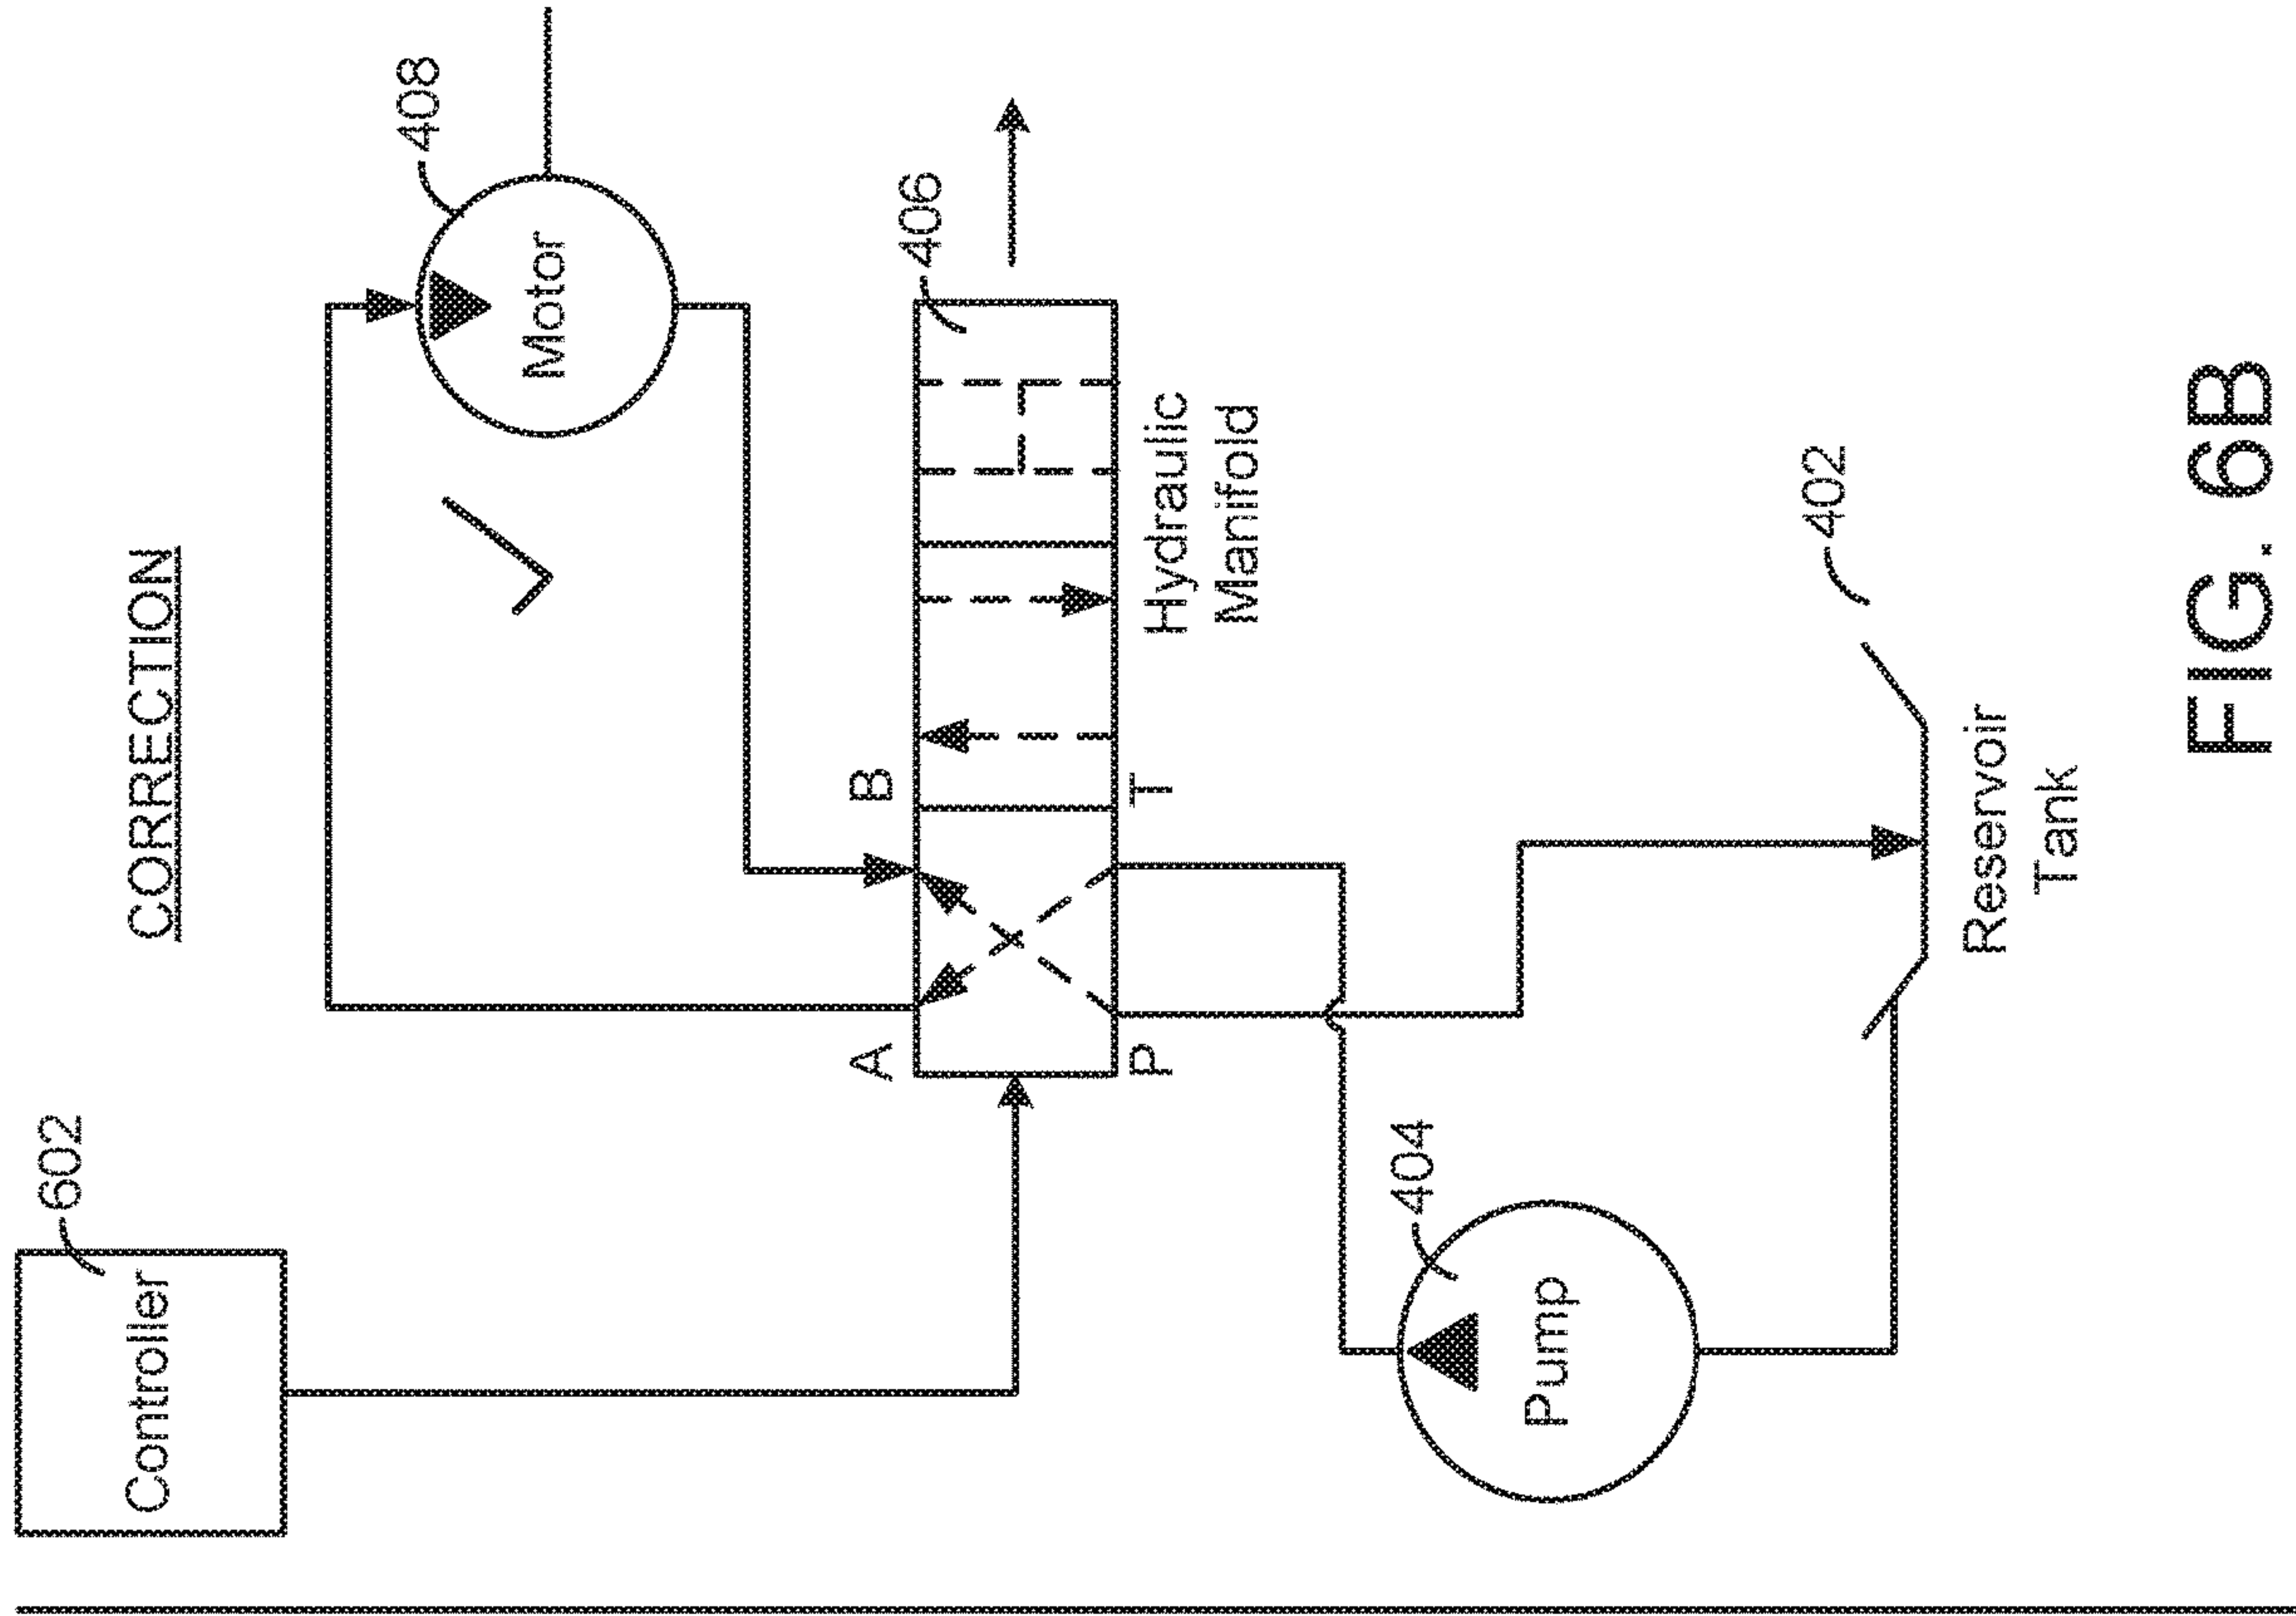 CORRECTION
602
Controller
408
Motor
A
B
406
P
T
Hydraulic
Manifold
404
Pump
402
Reservoir
Tank
FIG. 6B